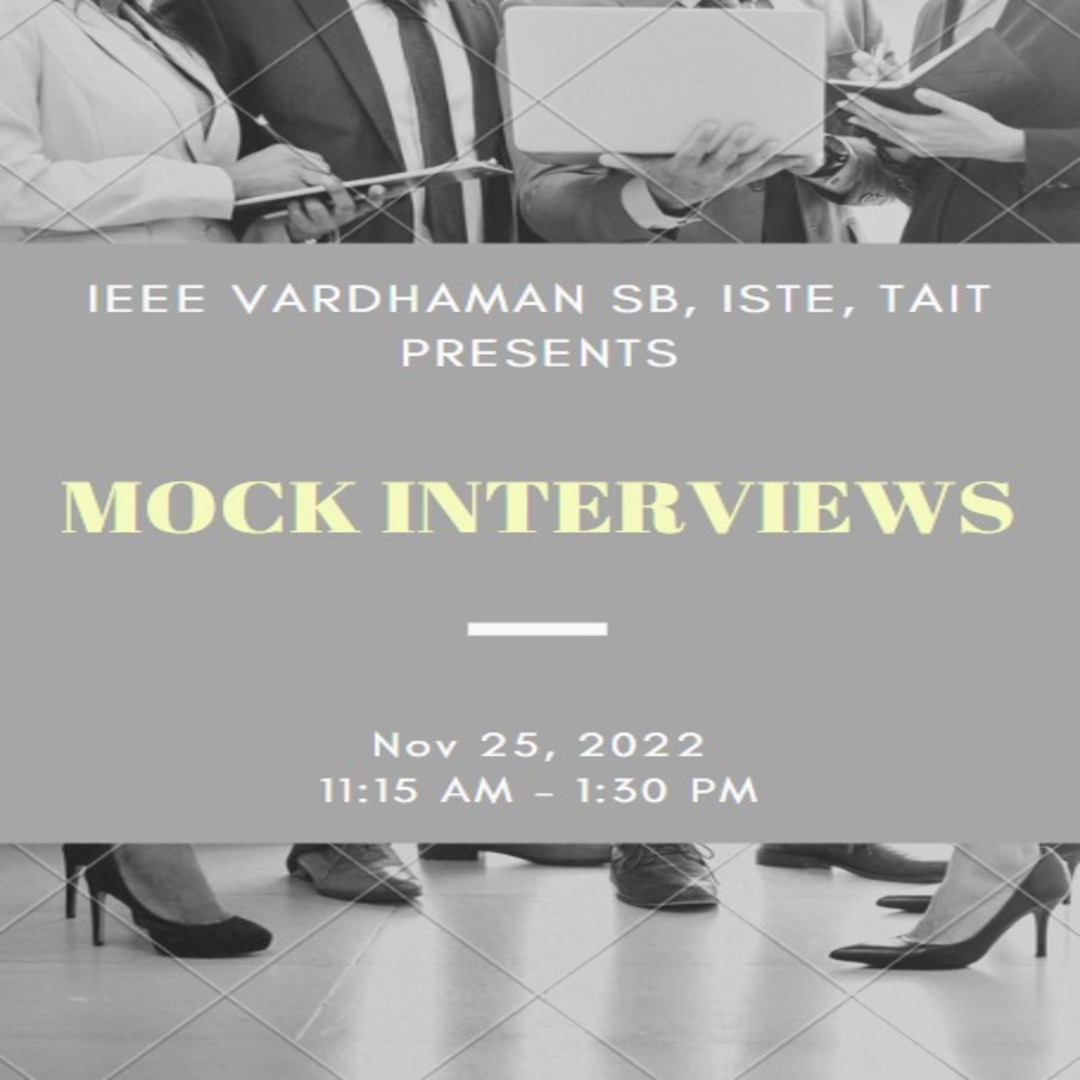 IEEE VARDHAMAN SB, ISTE, TAIT
PRESENTS
MOCK INTERVIEWS
Nov 25, 2022
11:15 AM – 1:30 PM